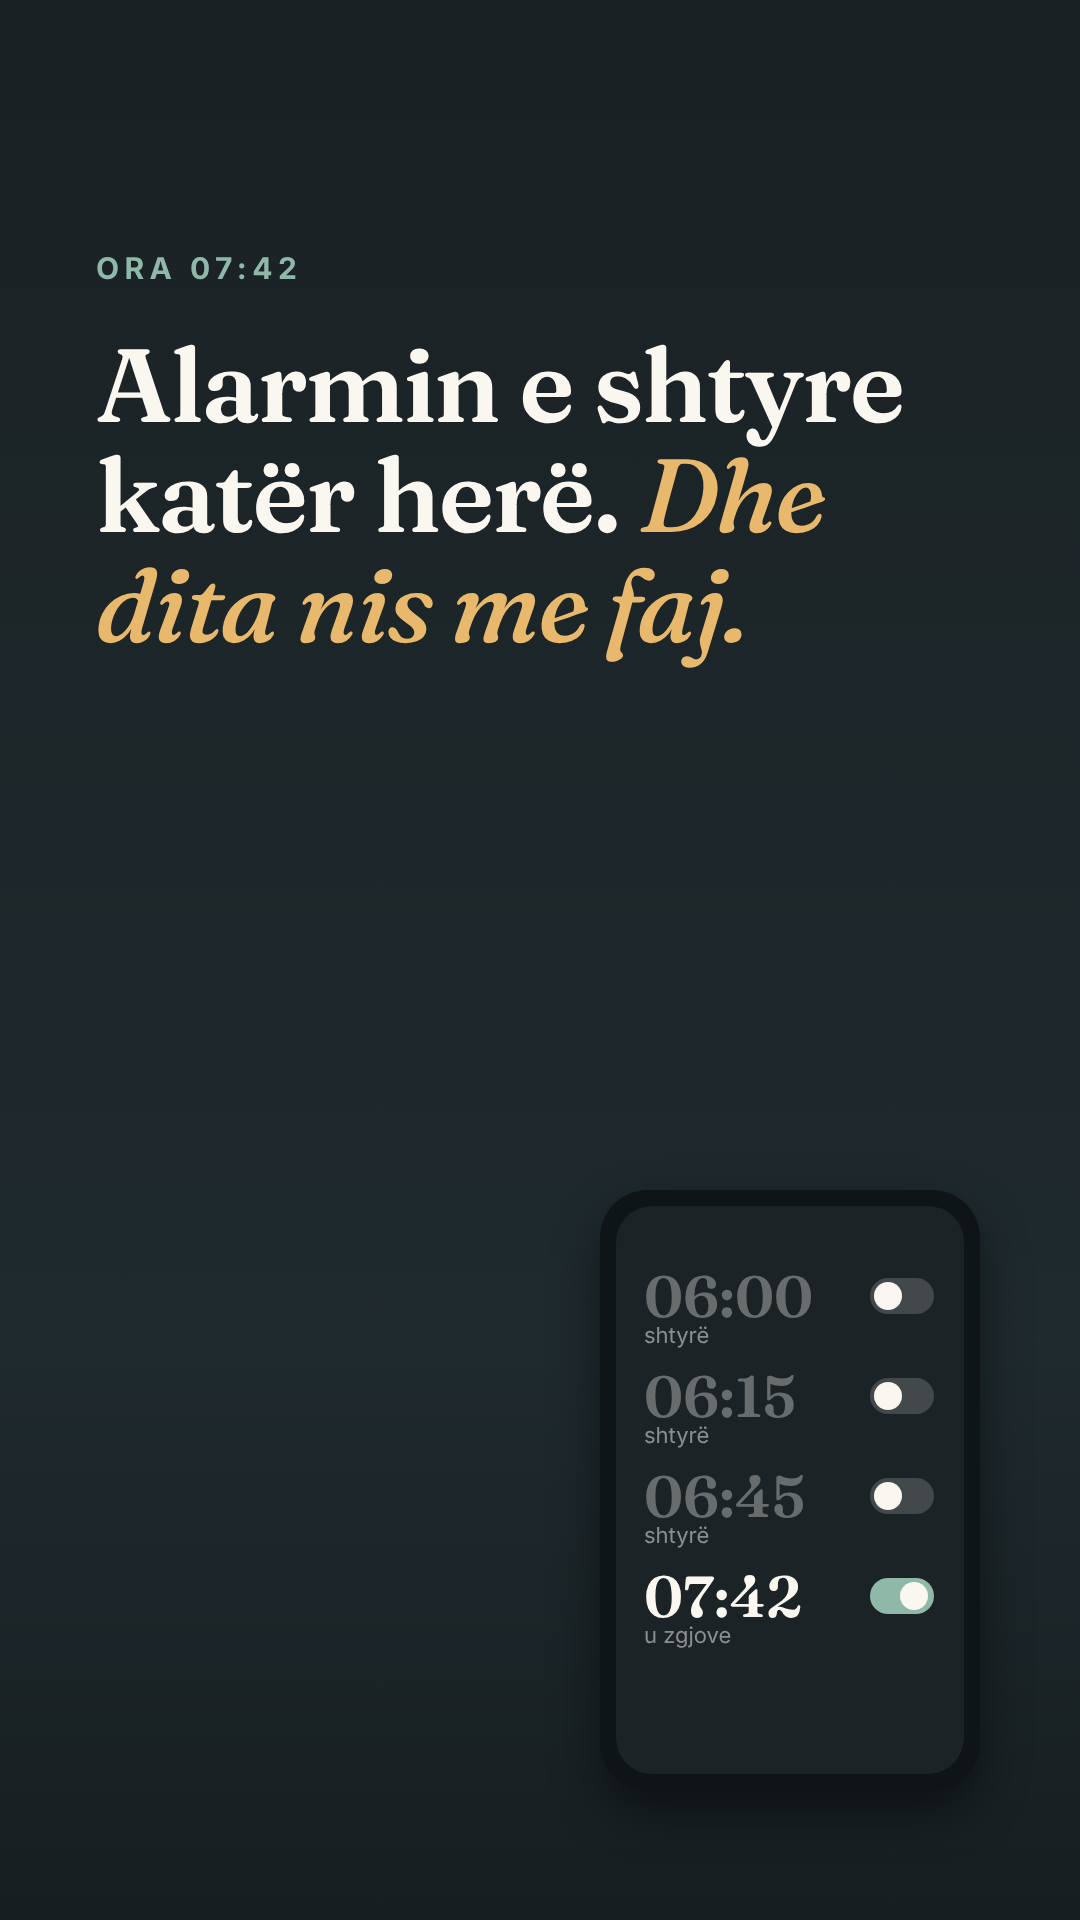 ORA 07:42
Alarmin e shtyre
katër herë. Dhe
dita nis me faj.
06:00
shtyrë
06:15
shtyrë
06:45
shtyrë
07:42
u zgjove